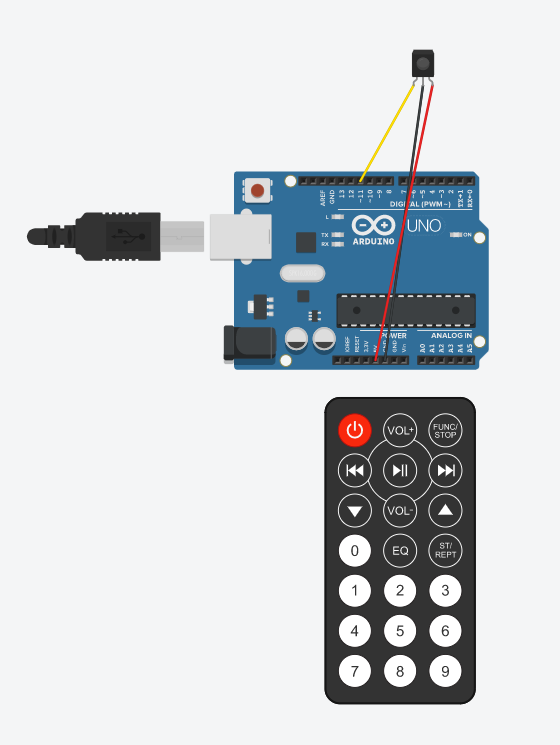 AREF
GND
13
12
~11
~10
~9
8
7
~6
~5
4
~3
2
TX→1
RX←0
DIGITAL (PWM~)
L
TX
RX
ARDUINO
UNO
ON
POWER
ANALOG IN
IOREF
RESET
3.3V
5V
GND
GND
Vin
A0
A1
A2
A3
A4
A5
VOL+
FUNC/
STOP
VOL-
0
EQ
ST/
REPT
1 2 3
4 5 6
7 8 9